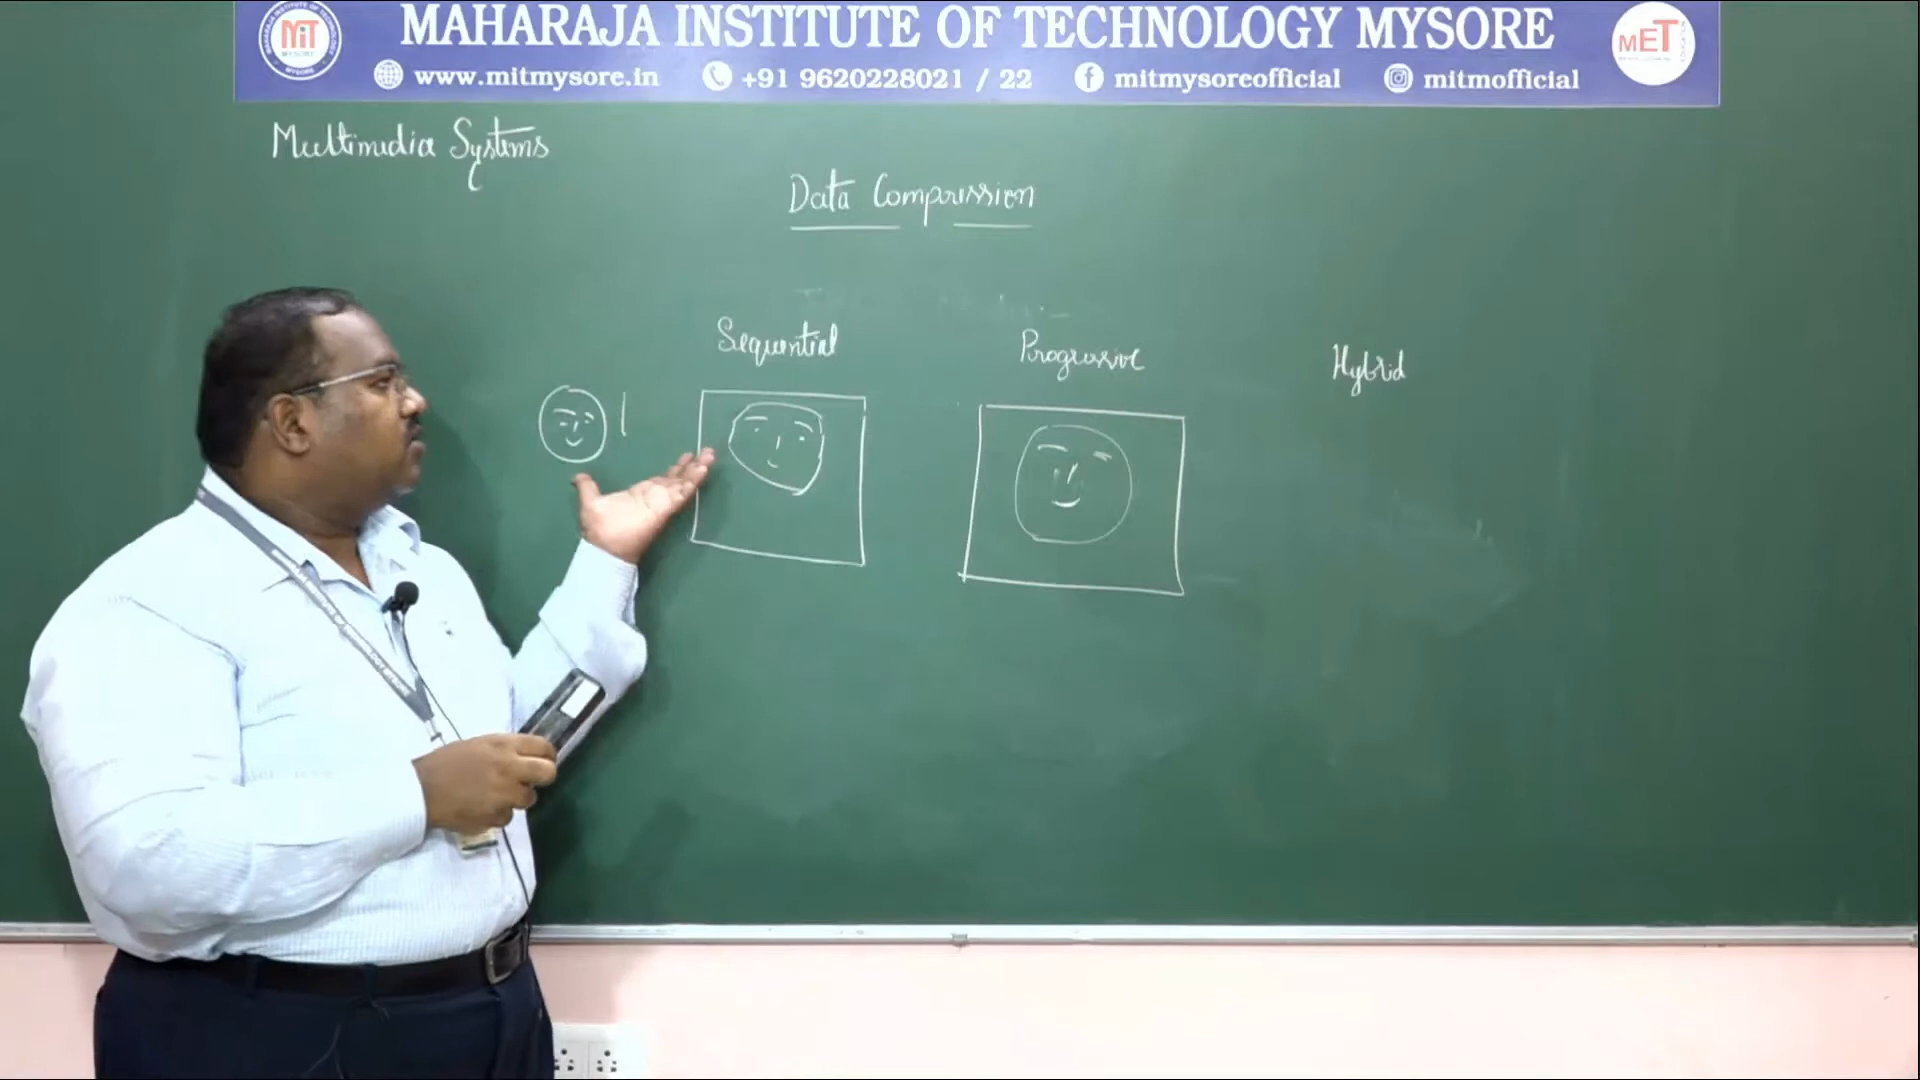 MAHARAJA INSTITUTE OF TECHNOLOGY MYSORE
MIT
MYSORE
www.mitmysore.in +91 9620228021 / 22 mitmysoreofficial mitmofficial
MET
Multimedia Systems
Data Compression
Sequential Progressive Hybrid